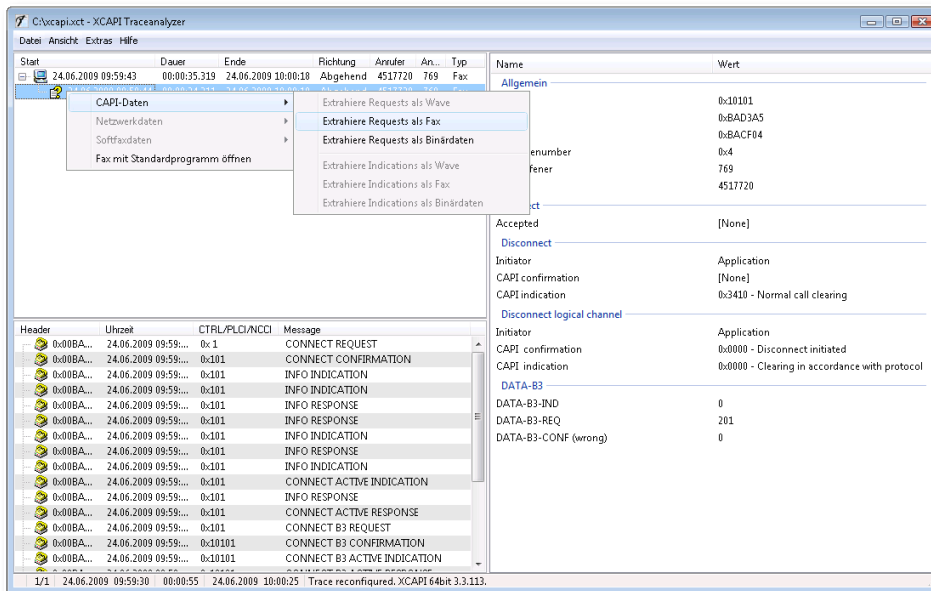 C:\xcapi.xct - XCAPI Traceanalyzer
Datei Ansicht Extras Hilfe
Start Dauer Ende Richtung Anrufer An... Typ
24.06.2009 09:59:43 00:00:35.319 24.06.2009 10:00:18 Abgehend 4517720 769 Fax
CAPI-Daten
Netzwerkdaten
Softfaxdaten
Fax mit Standardprogramm öffnen
Extrahiere Requests als Wave
Extrahiere Requests als Fax
Extrahiere Requests als Binärdaten
Extrahiere Indications als Wave
Extrahiere Indications als Fax
Extrahiere Indications als Binärdaten
Name Wert
Allgemein
0x10101
0xBAD3A5
0xBACF04
enumber 0x4
fener 769
4517720
ect
Accepted [None]
Disconnect
Initiator Application
CAPI confirmation [None]
CAPI indication 0x3410 - Normal call clearing
Disconnect logical channel
Initiator Application
CAPI confirmation 0x0000 - Disconnect initiated
CAPI indication 0x0000 - Clearing in accordance with protocol
DATA-B3
DATA-B3-IND 0
DATA-B3-REQ 201
DATA-B3-CONF (wrong) 0
Header Uhrzeit CTRL/PLCI/NCCI Message
0x00BA... 24.06.2009 09:59:... 0x 1 CONNECT REQUEST
0x00BA... 24.06.2009 09:59:... 0x101 CONNECT CONFIRMATION
0x00BA... 24.06.2009 09:59:... 0x101 INFO INDICATION
0x00BA... 24.06.2009 09:59:... 0x101 INFO INDICATION
0x00BA... 24.06.2009 09:59:... 0x101 INFO RESPONSE
0x00BA... 24.06.2009 09:59:... 0x101 INFO RESPONSE
0x00BA... 24.06.2009 09:59:... 0x101 INFO INDICATION
0x00BA... 24.06.2009 09:59:... 0x101 INFO RESPONSE
0x00BA... 24.06.2009 09:59:... 0x101 INFO INDICATION
0x00BA... 24.06.2009 09:59:... 0x101 CONNECT ACTIVE INDICATION
0x00BA... 24.06.2009 09:59:... 0x101 INFO RESPONSE
0x00BA... 24.06.2009 09:59:... 0x101 CONNECT ACTIVE RESPONSE
0x00BA... 24.06.2009 09:59:... 0x101 CONNECT B3 REQUEST
0x00BA... 24.06.2009 09:59:... 0x10101 CONNECT B3 CONFIRMATION
0x00BA... 24.06.2009 09:59:... 0x10101 CONNECT B3 ACTIVE INDICATION
1/1 24.06.2009 09:59:30 00:00:55 24.06.2009 10:00:25 Trace reconfigured. XCAPI 64bit 3.3.113.